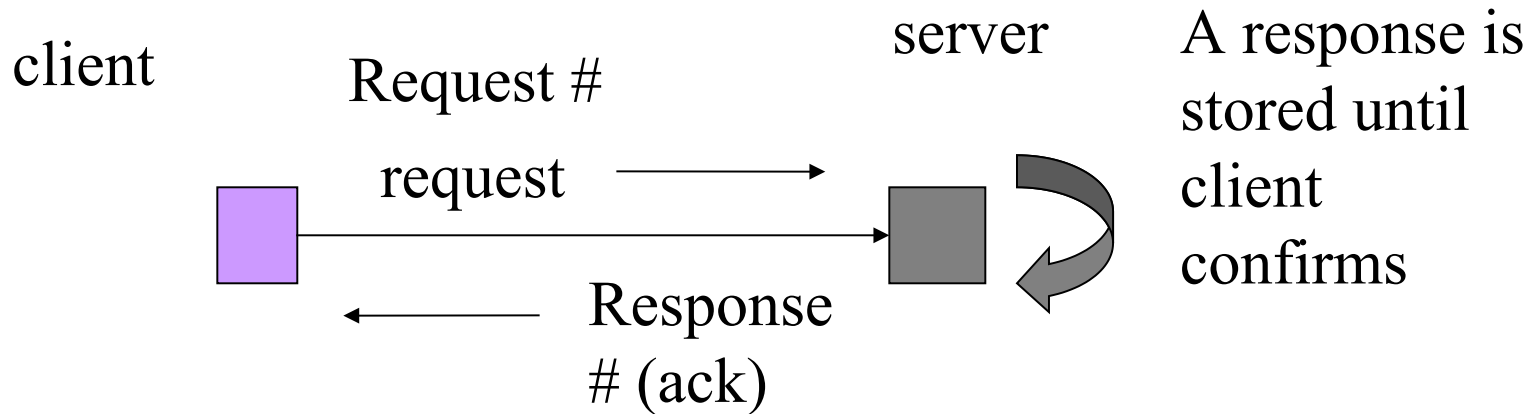 client
Request #
request
server
A response is
stored until
client
confirms
Response
# (ack)